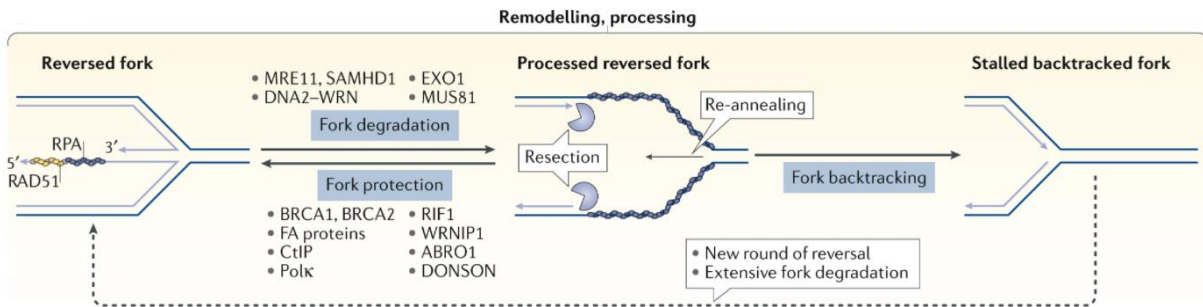 Remodelling, processing
Reversed fork
• MRE11, SAMHD1
• DNA2–WRN
• EXO1
• MUS81
Fork degradation
Fork protection
• BRCA1, BRCA2
• FA proteins
• CtIP
• Polκ
• RIF1
• WRNIP1
• ABRO1
• DONSON
RPA
3′
5′
RAD51
Processed reversed fork
Re-annealing
Resection
Fork backtracking
Stalled backtracked fork
• New round of reversal
• Extensive fork degradation